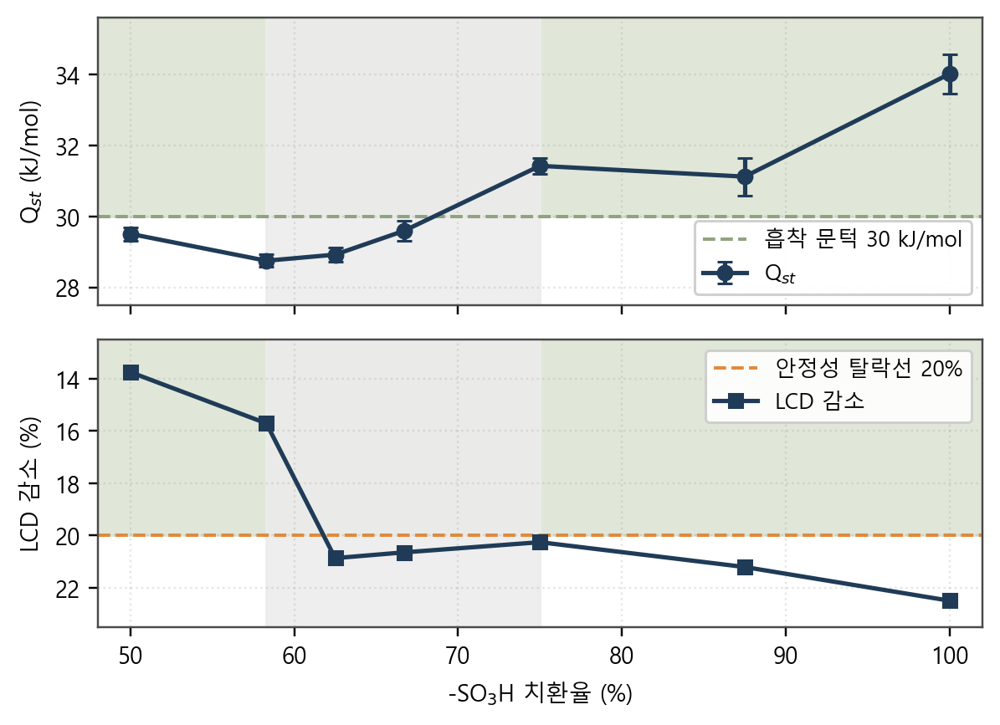 34
32
30
28
Q_st (kJ/mol)
흡착 문턱 30 kJ/mol
Q_st
14
16
18
20
22
LCD 감소 (%)
안정성 탈락선 20%
LCD 감소
50 60 70 80 90 100
-SO₃H 치환율 (%)